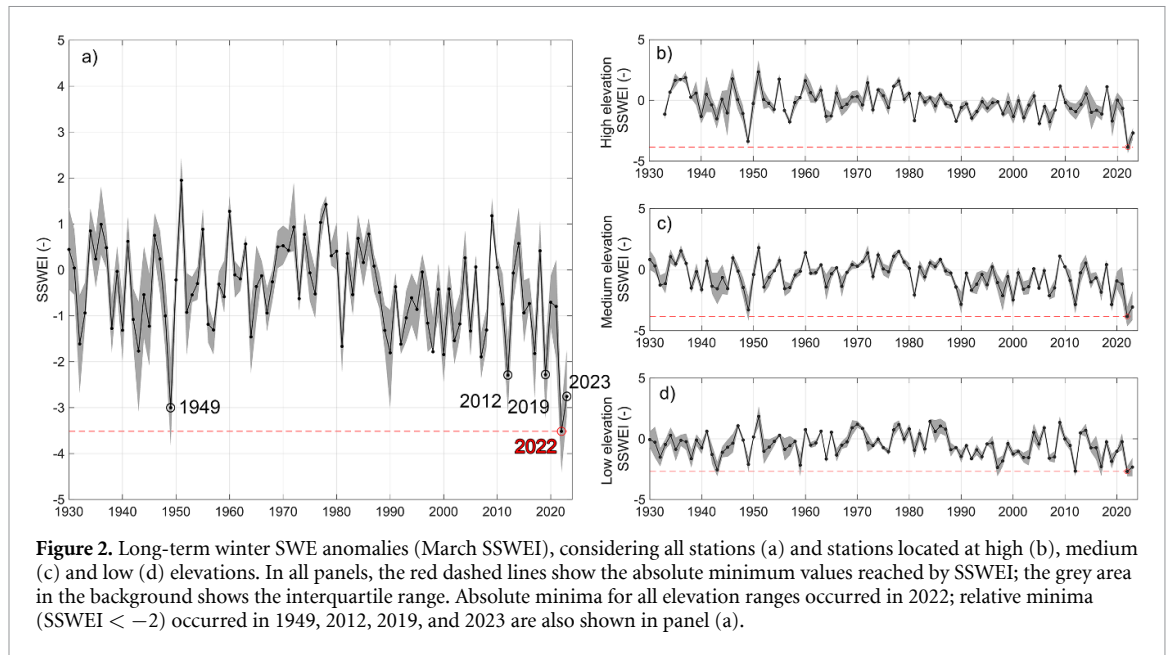 a)
5
4
3
2
1
0
-1
-2
-3
-4
-5
SSWEI (-)
1949
2012
2019
2023
2022
1930 1940 1950 1960 1970 1980 1990 2000 2010 2020
b)
High elevation
SSWEI (-)
5
0
-5
1930 1940 1950 1960 1970 1980 1990 2000 2010 2020
c)
Medium elevation
SSWEI (-)
5
0
-5
1930 1940 1950 1960 1970 1980 1990 2000 2010 2020
d)
Low elevation
SSWEI (-)
5
0
-5
1930 1940 1950 1960 1970 1980 1990 2000 2010 2020
Figure 2. Long-term winter SWE anomalies (March SSWEI), considering all stations (a) and stations located at high (b), medium
(c) and low (d) elevations. In all panels, the red dashed lines show the absolute minimum values reached by SSWEI; the grey area
in the background shows the interquartile range. Absolute minima for all elevation ranges occurred in 2022; relative minima
(SSWEI < −2) occurred in 1949, 2012, 2019, and 2023 are also shown in panel (a).